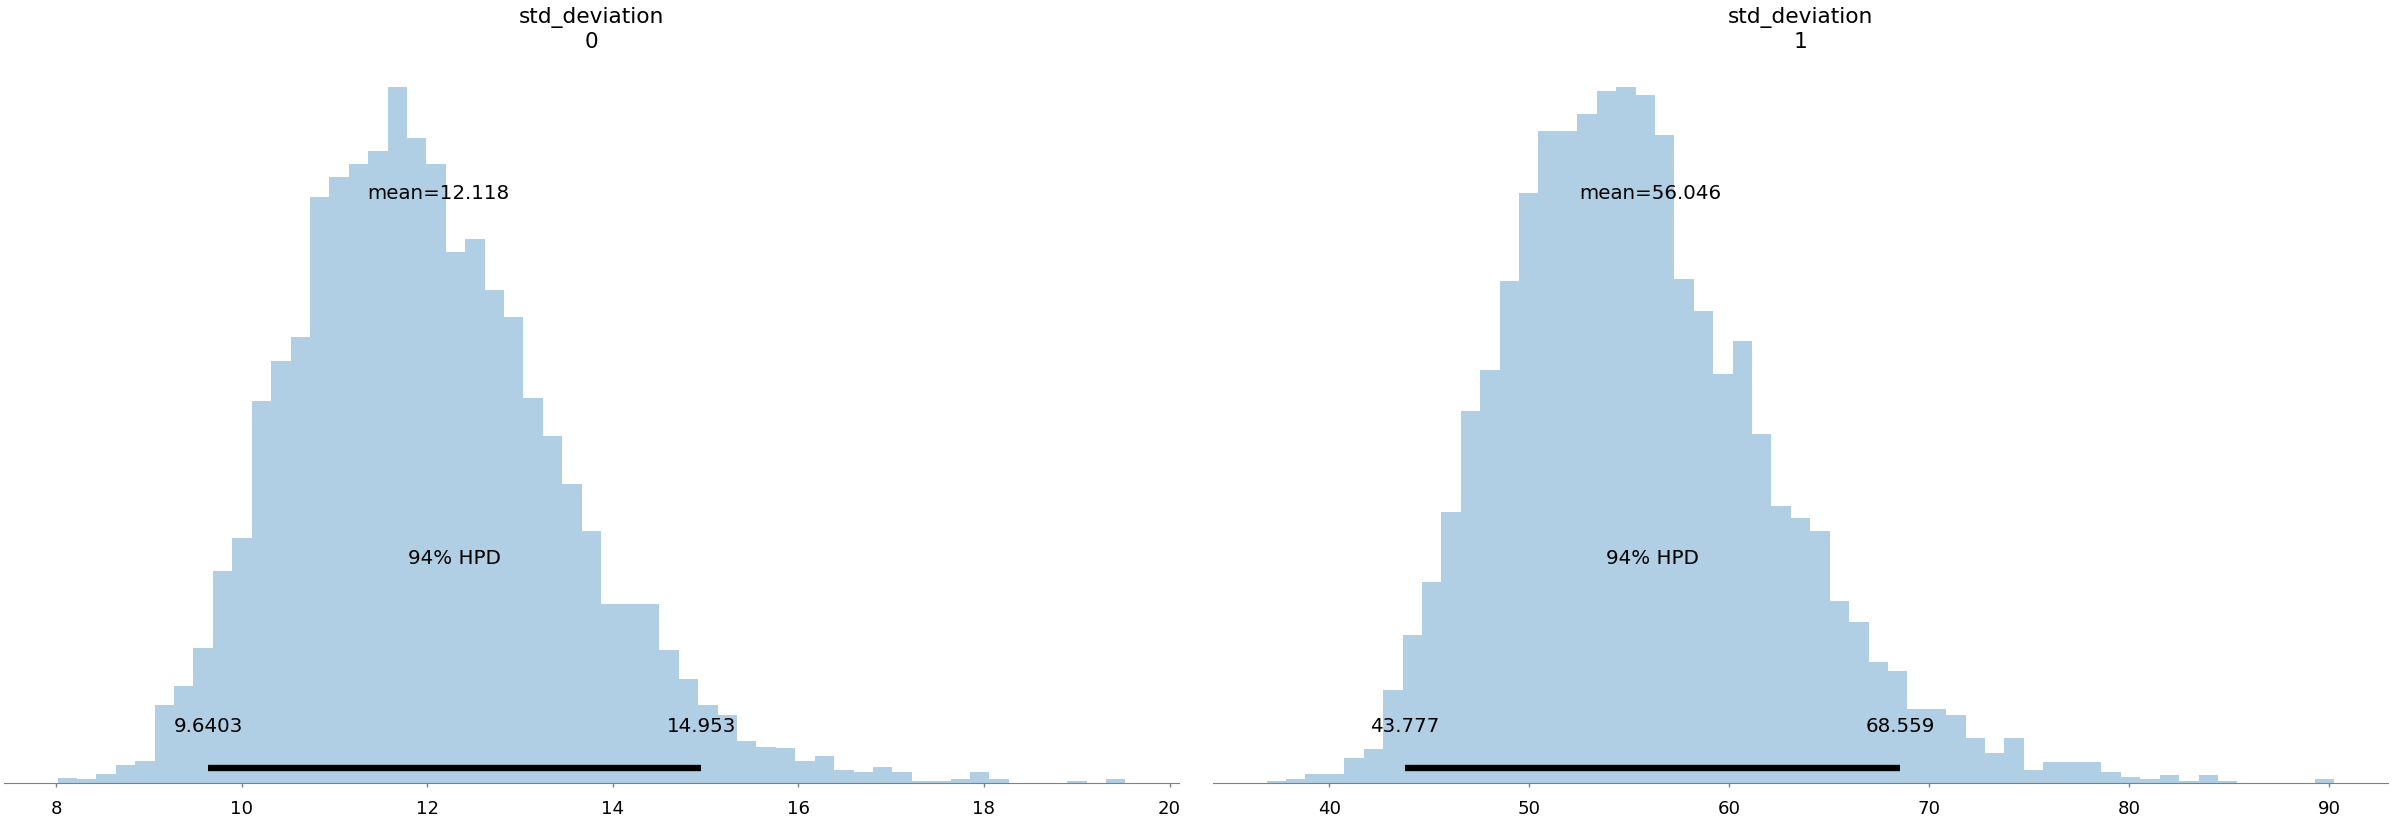 std_deviation
0
mean=12.118
94% HPD
9.6403
14.953
8 10 12 14 16 18 20
std_deviation
1
mean=56.046
94% HPD
43.777
68.559
40 50 60 70 80 90